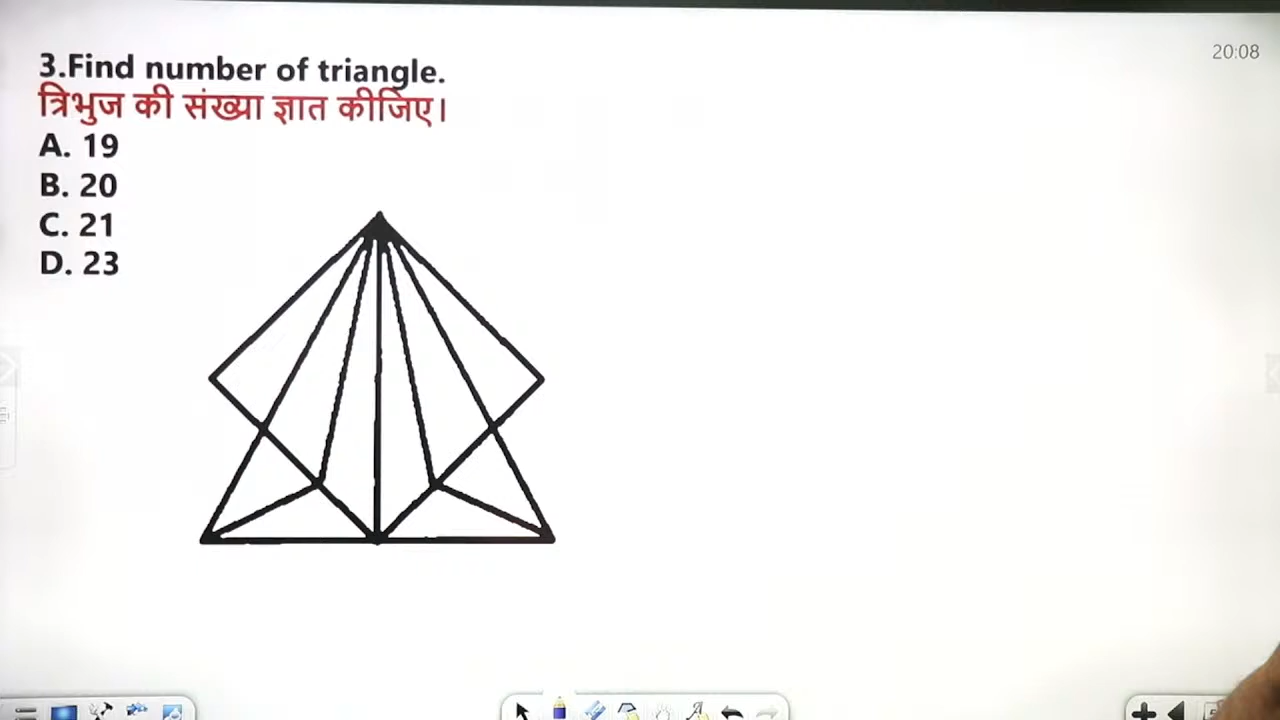 20:08
3.Find number of triangle.
त्रिभुज की संख्या ज्ञात कीजिए।
A. 19
B. 20
C. 21
D. 23